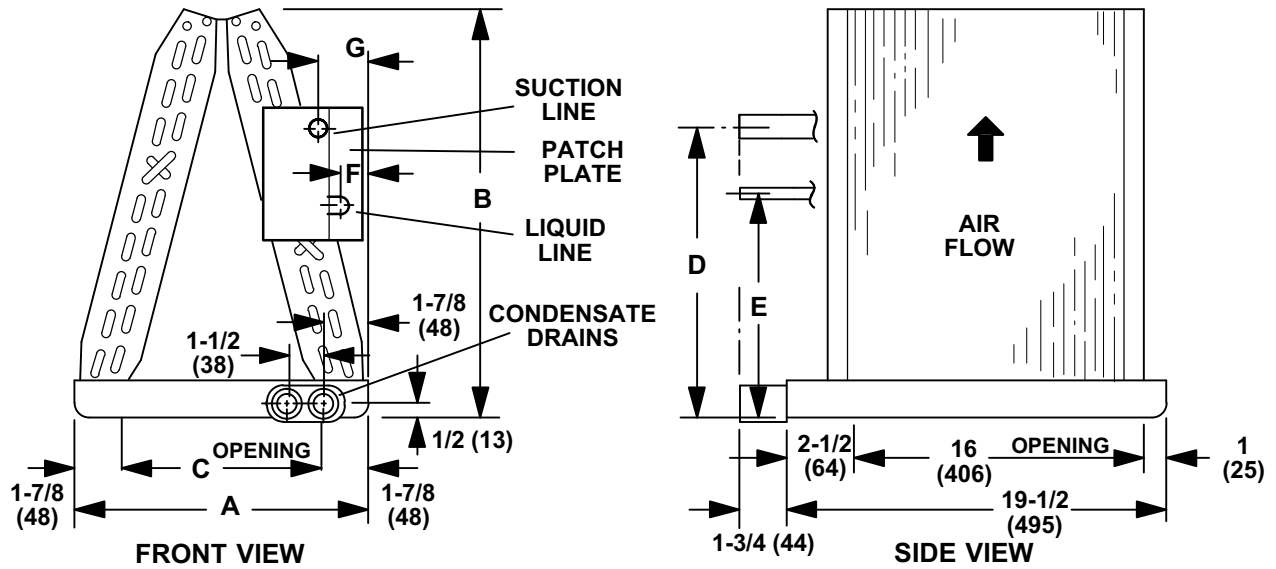 G
SUCTION
LINE
PATCH
PLATE
F
B
LIQUID
LINE
1-7/8
(48)
CONDENSATE
DRAINS
1-1/2
(38)
1/2 (13)
C OPENING
1-7/8
(48)
A
1-7/8
(48)
FRONT VIEW
AIR
FLOW
D
E
2-1/2
(64)
16
(406)
OPENING
1
(25)
19-1/2
(495)
1-3/4 (44)
SIDE VIEW